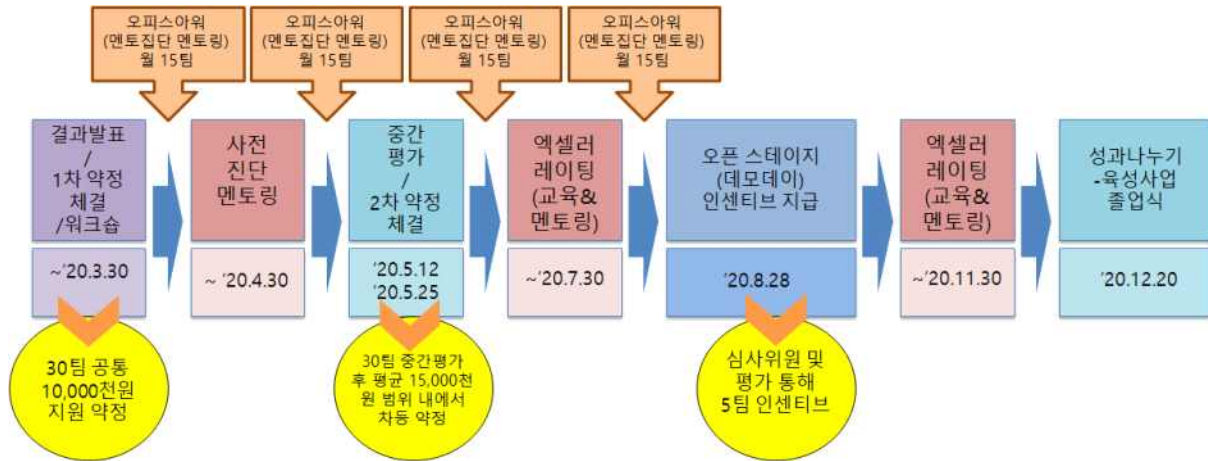 오피스아워
(멘토집단 멘토링)
월 15팀
오피스아워
(멘토집단 멘토링)
월 15팀
오피스아워
(멘토집단 멘토링)
월 15팀
오피스아워
(멘토집단 멘토링)
월 15팀
결과발표
/
1차 약정
체결
/워크숍
~'20.3.30
사전
진단
멘토링
~ '20.4.30
중간
평가
/
2차 약정
체결
'20.5.12
'20.5.25
엑셀러
레이팅
(교육&
멘토링)
~'20.7.30
오픈 스테이지
(데모데이)
인센티브 지급
'20.8.28
엑셀러
레이팅
(교육&
멘토링)
~'20.11.30
성과나누기
-육성사업
졸업식
'20.12.20
30팀 공통
10,000천원
지원 약정
30팀 중간평가
후 평균 15,000천
원 범위 내에서
차등 약정
심사위원 및
평가 통해
5팀 인센티브